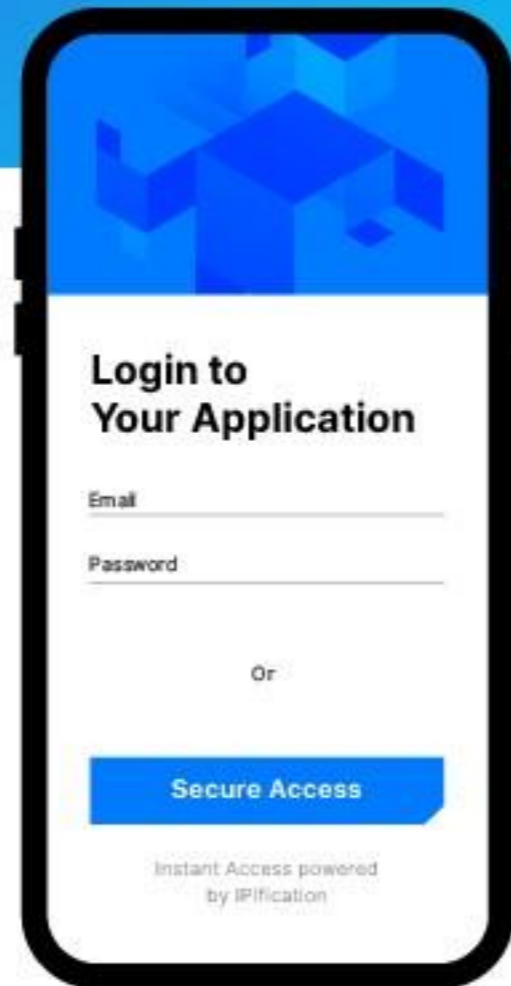 Login to
Your Application
Email
Password
Or
Secure Access
Instant Access powered
by IPification